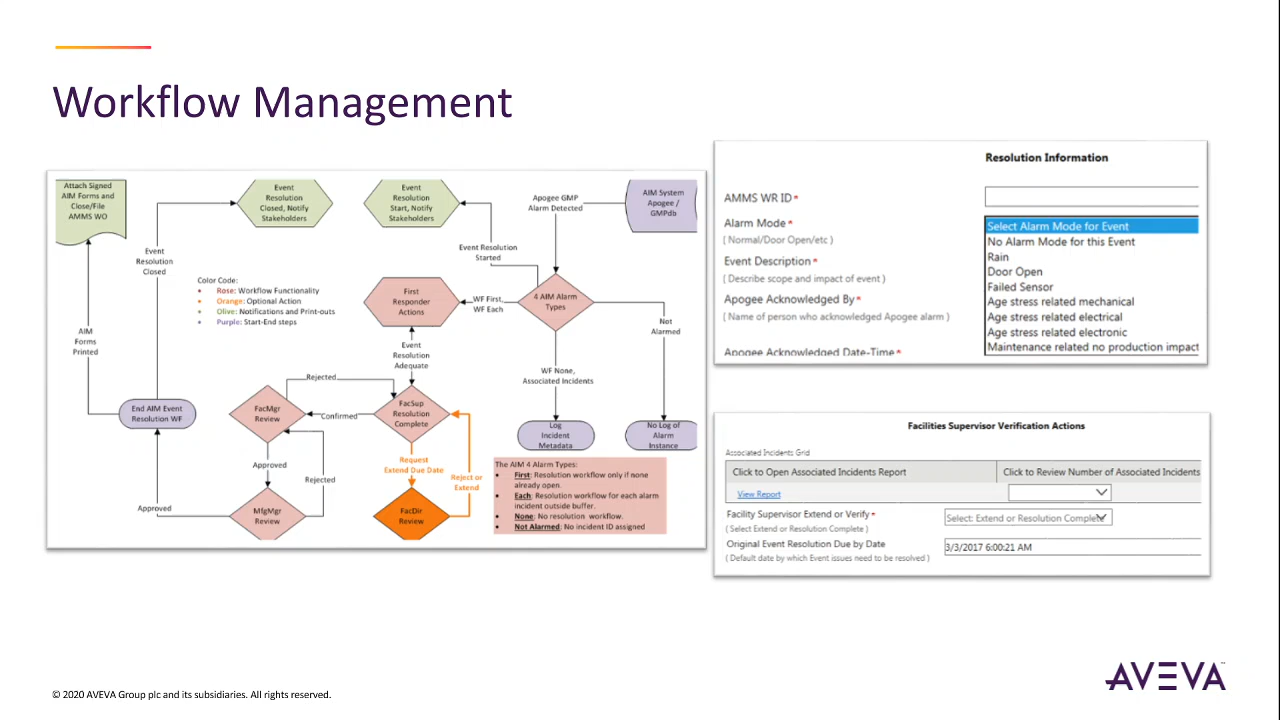 Workflow Management
Attach Signed
AIM Forms and
Close/File
AMMS WO
Event
Resolution
Closed, Notify
Stakeholders
Event
Resolution
Start, Notify
Stakeholders
Apogee GMP
Alarm Detected
AIM System
Apogee /
GMPdb
Event
Resolution
Closed
Event Resolution
Started
Color Code:
• Rose: Workflow Functionality
• Orange: Optional Action
• Olive: Notifications and Print-outs
• Purple: Start-End steps
First
Responder
Actions
WF First,
WF Each
4 AIM Alarm
Types
Not
Alarmed
AIM
Forms
Printed
Event
Resolution
Adequate
WF None,
Associated Incidents
Rejected
End AIM Event
Resolution WF
FacMgr
Review
Confirmed
FacSup
Resolution
Complete
Log
Incident
Metadata
No Log of
Alarm
Instance
Approved
Rejected
Request
Extend Due Date
Reject or
Extend
Approved
MfgMgr
Review
FacDir
Review
The AIM 4 Alarm Types:
• First: Resolution workflow only if none
already open.
• Each: Resolution workflow for each alarm
incident outside buffer.
• None: No resolution workflow.
• Not Alarmed: No incident ID assigned
Resolution Information
AMMS WR ID*
Alarm Mode *
( Normal/Door Open/etc )
Event Description *
( Describe scope and impact of event )
Apogee Acknowledged By *
( Name of person who acknowledged Apogee alarm )
Apogee Acknowledged Date-Time *
Select Alarm Mode for Event
No Alarm Mode for this Event
Rain
Door Open
Failed Sensor
Age stress related mechanical
Age stress related electrical
Age stress related electronic
Maintenance related no production impact
Facilities Supervisor Verification Actions
Associated Incidents Grid
Click to Open Associated Incidents Report
Click to Review Number of Associated Incidents
View Report
Facility Supervisor Extend or Verify *
( Select Extend or Resolution Complete )
Select: Extend or Resolution Complete
Original Event Resolution Due by Date
( Default date by which Event issues need to be resolved )
3/3/2017 6:00:21 AM
© 2020 AVEVA Group plc and its subsidiaries. All rights reserved.
AVEVA